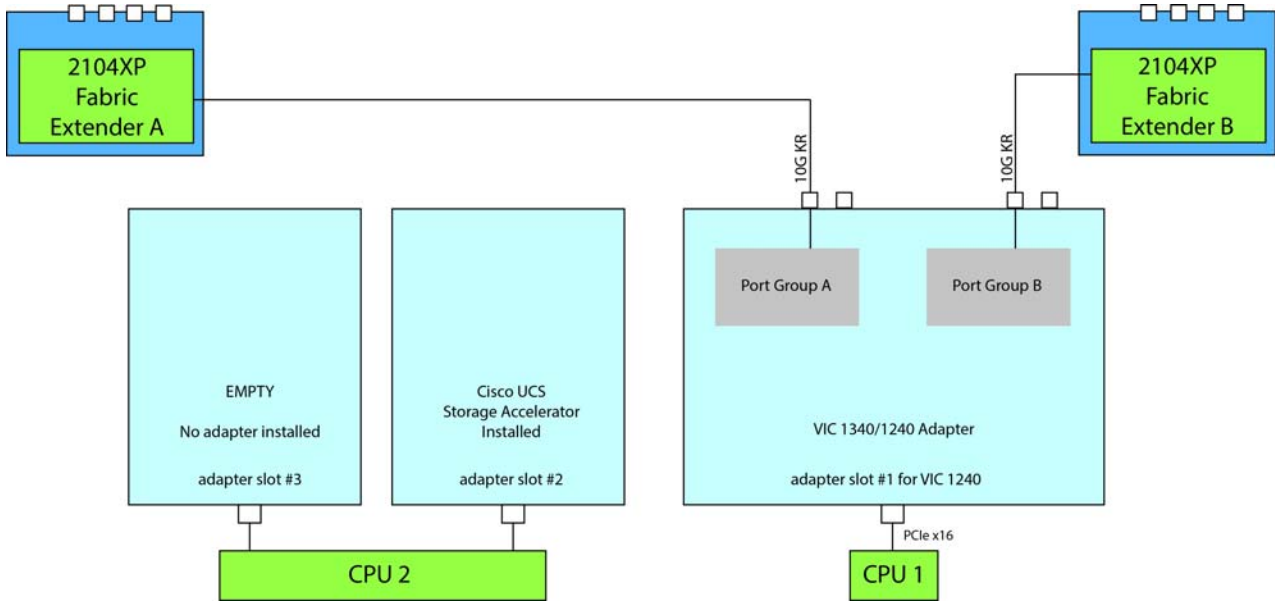 2104XP
Fabric
Extender A
2104XP
Fabric
Extender B
10G KR
10G KR
Port Group A
Port Group B
EMPTY
No adapter installed
adapter slot #3
Cisco UCS
Storage Accelerator
Installed
adapter slot #2
VIC 1340/1240 Adapter
adapter slot #1 for VIC 1240
PCIe x16
CPU 2
CPU 1